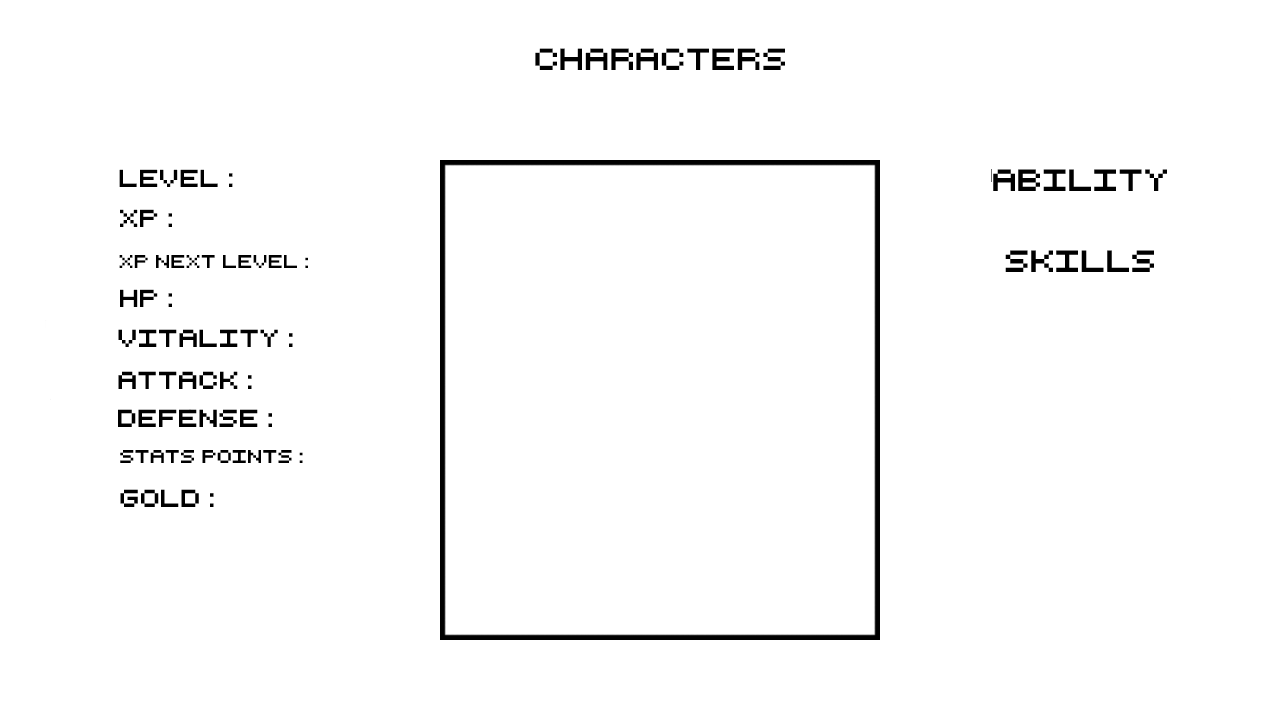 CHARACTERS
LEVEL :
XP :
XP NEXT LEVEL :
HP :
VITALITY :
ATTACK :
DEFENSE :
STATS POINTS :
GOLD :
ABILITY
SKILLS